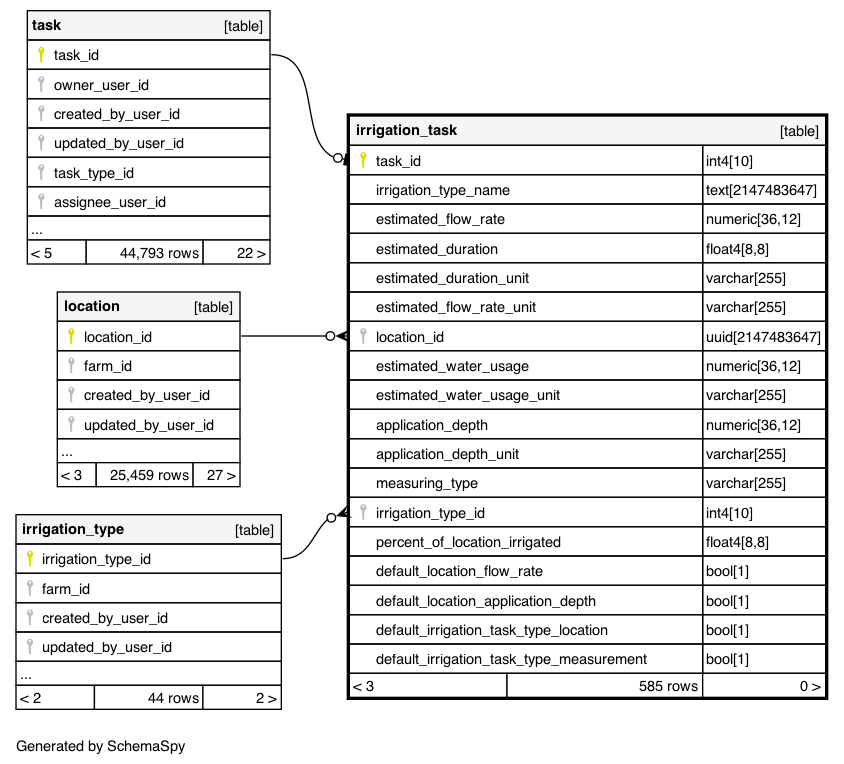 task [table]
task_id
owner_user_id
created_by_user_id
updated_by_user_id
task_type_id
assignee_user_id
...
< 5 44,793 rows 22 >
location [table]
location_id
farm_id
created_by_user_id
updated_by_user_id
...
< 3 25,459 rows 27 >
irrigation_type [table]
irrigation_type_id
farm_id
created_by_user_id
updated_by_user_id
...
< 2 44 rows 2 >
irrigation_task [table]
task_id int4[10]
irrigation_type_name text[2147483647]
estimated_flow_rate numeric[36,12]
estimated_duration float4[8,8]
estimated_duration_unit varchar[255]
estimated_flow_rate_unit varchar[255]
location_id uuid[2147483647]
estimated_water_usage numeric[36,12]
estimated_water_usage_unit varchar[255]
application_depth numeric[36,12]
application_depth_unit varchar[255]
measuring_type varchar[255]
irrigation_type_id int4[10]
percent_of_location_irrigated float4[8,8]
default_location_flow_rate bool[1]
default_location_application_depth bool[1]
default_irrigation_task_type_location bool[1]
default_irrigation_task_type_measurement bool[1]
< 3 585 rows 0 >
Generated by SchemaSpy